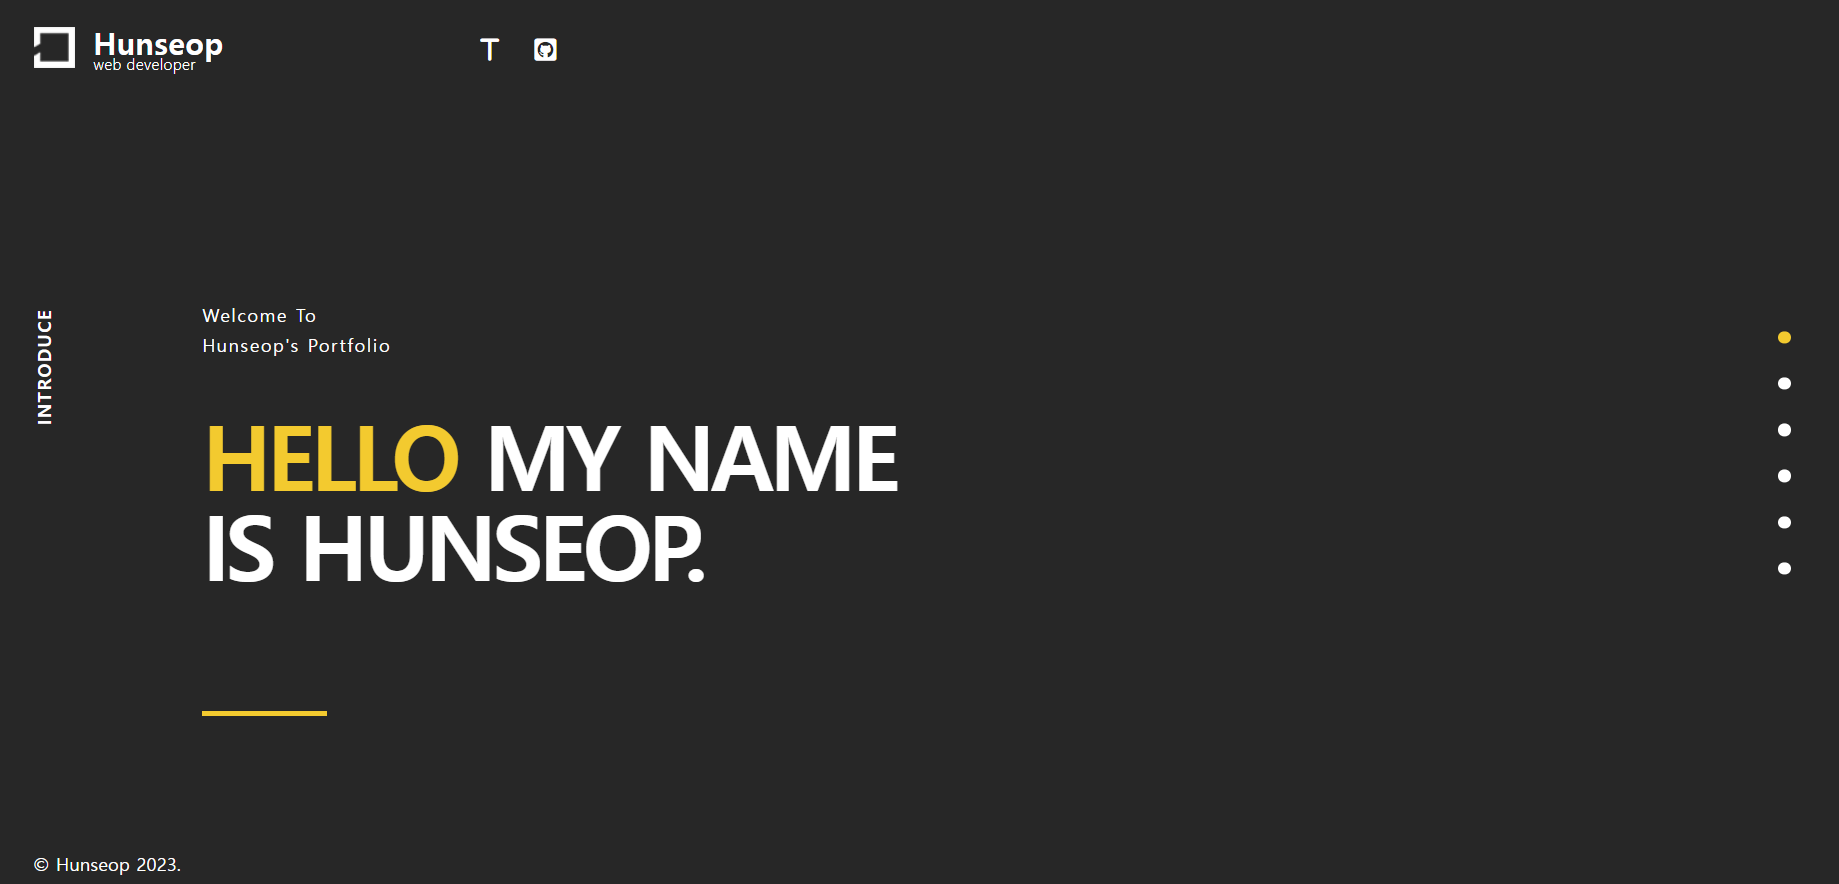 Hunseop
web developer
INTRODUCE
Welcome To
Hunseop's Portfolio
HELLO MY NAME
IS HUNSEOP.
© Hunseop 2023.